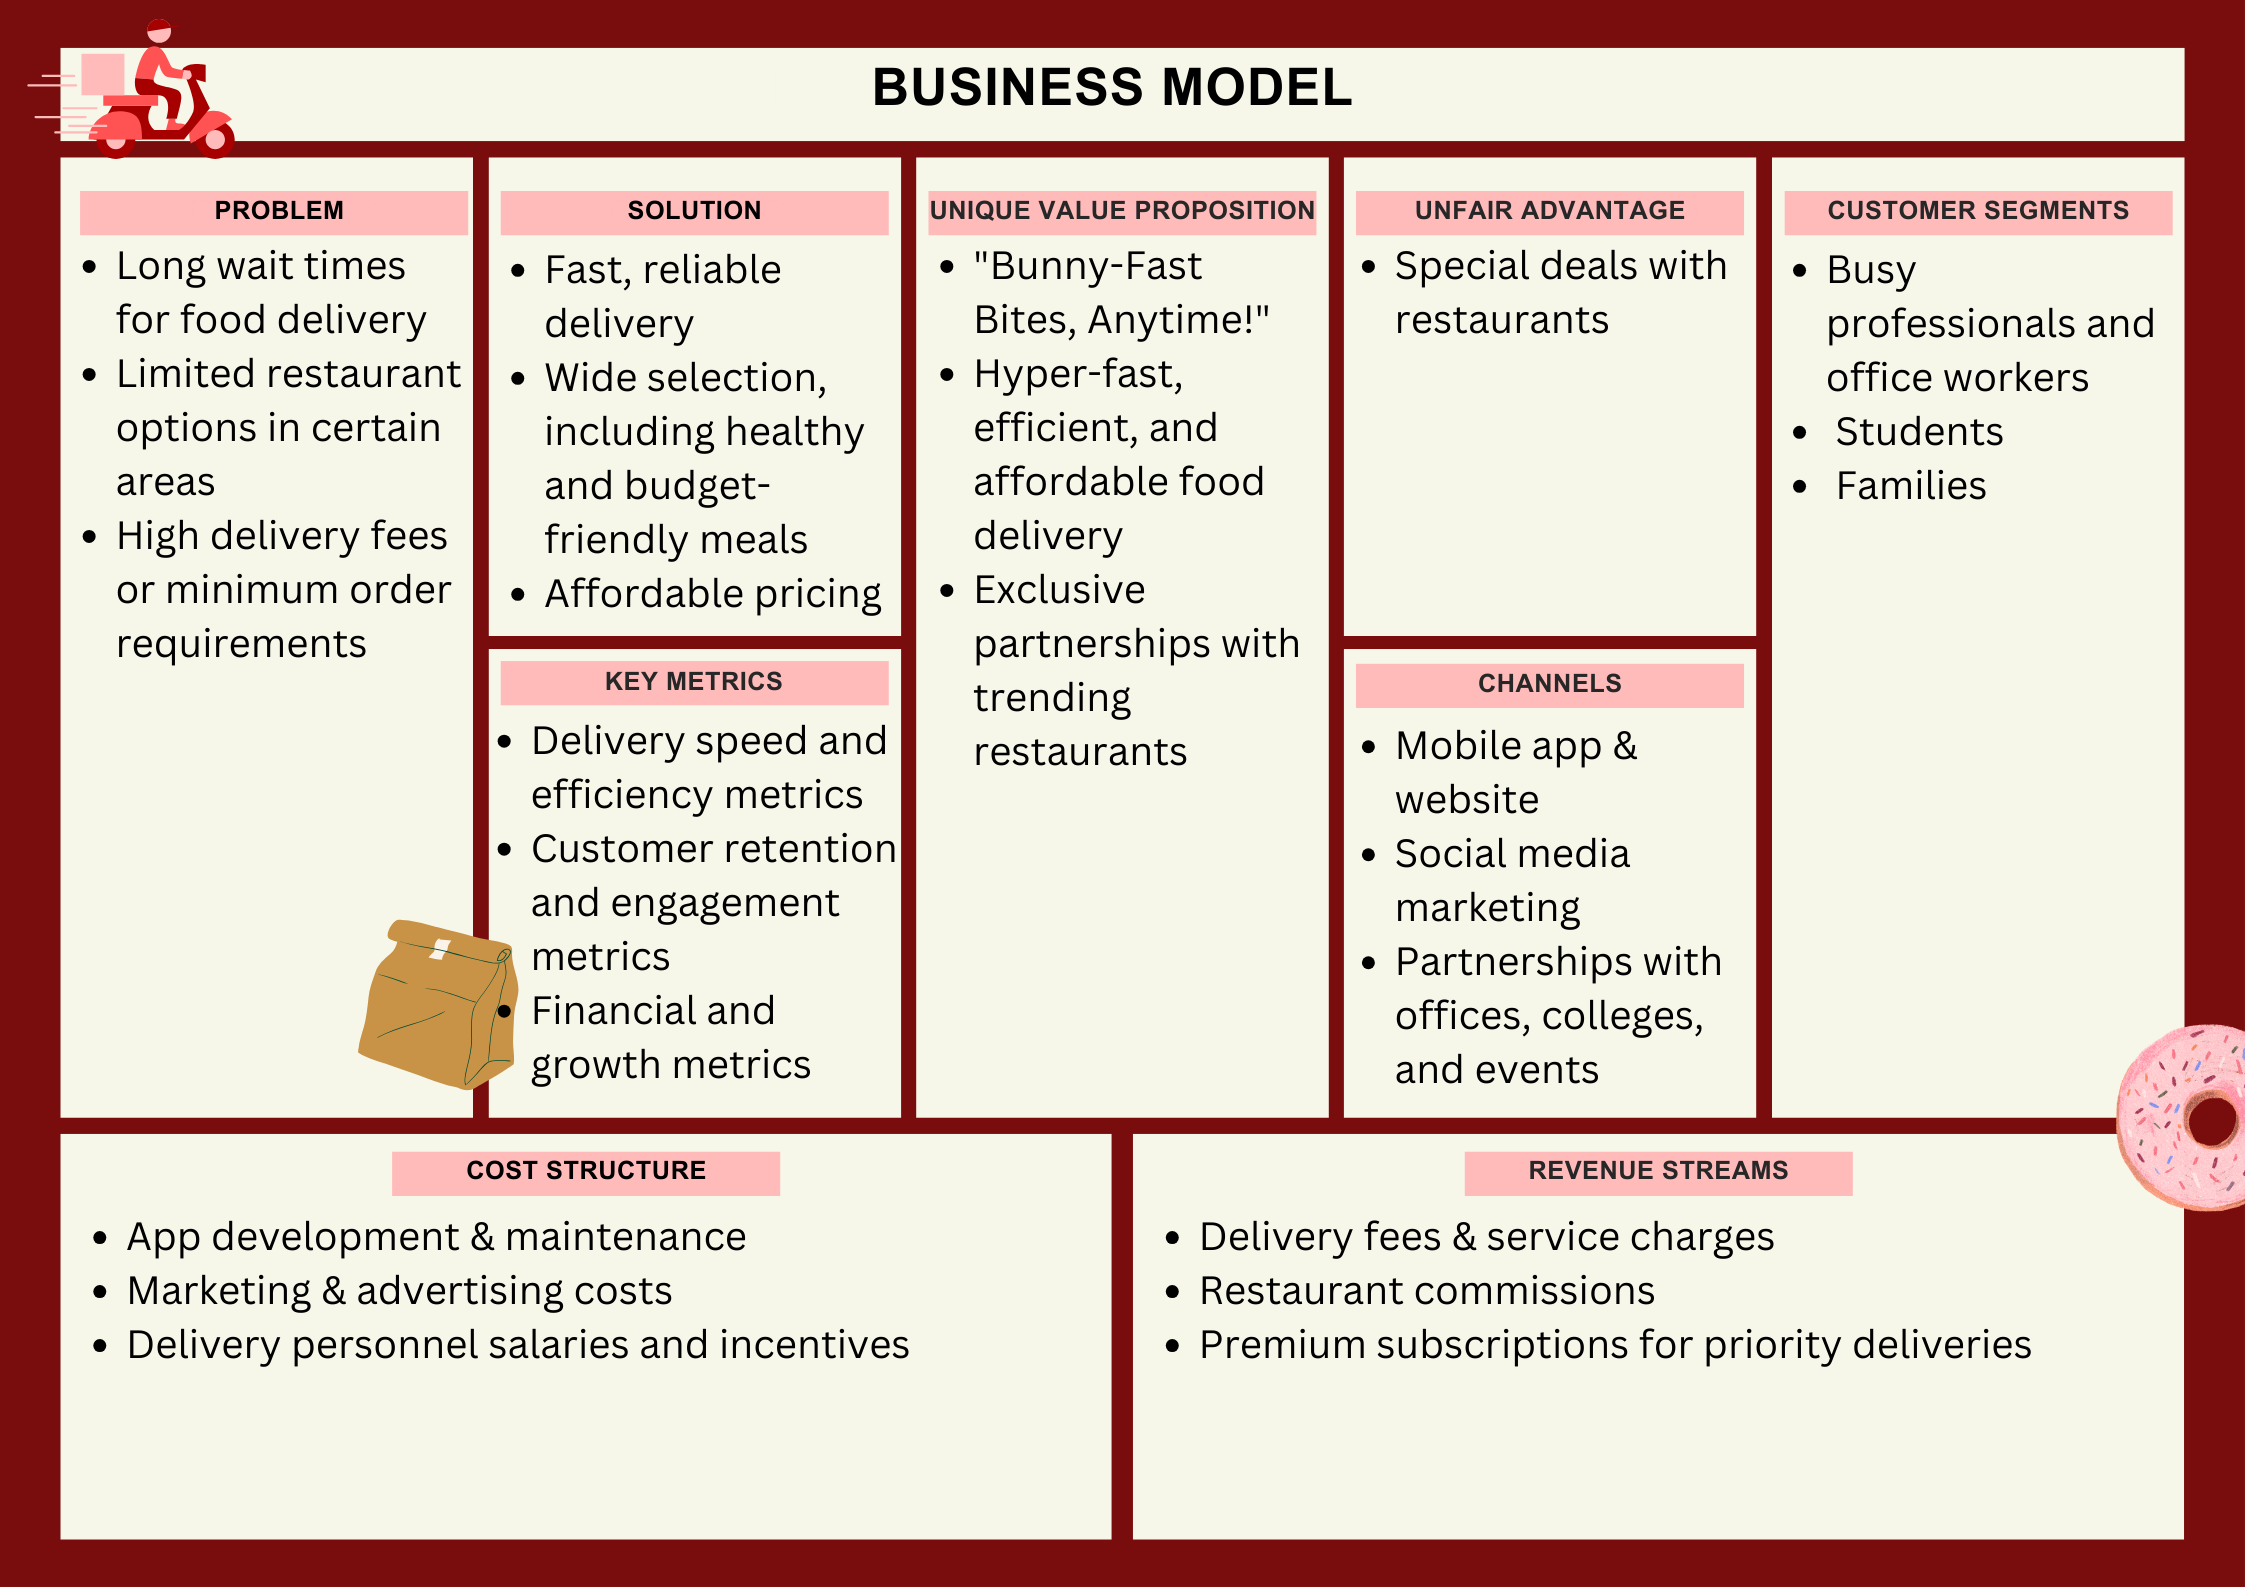 BUSINESS MODEL
PROBLEM
• Long wait times
for food delivery
• Limited restaurant
options in certain
areas
• High delivery fees
or minimum order
requirements
SOLUTION
• Fast, reliable
delivery
• Wide selection,
including healthy
and budget-
friendly meals
• Affordable pricing
KEY METRICS
• Delivery speed and
efficiency metrics
• Customer retention
and engagement
metrics
• Financial and
growth metrics
UNIQUE VALUE PROPOSITION
• "Bunny-Fast
Bites, Anytime!"
• Hyper-fast,
efficient, and
affordable food
delivery
• Exclusive
partnerships with
trending
restaurants
UNFAIR ADVANTAGE
• Special deals with
restaurants
CHANNELS
• Mobile app &
website
• Social media
marketing
• Partnerships with
offices, colleges,
and events
CUSTOMER SEGMENTS
• Busy
professionals and
office workers
• Students
• Families
COST STRUCTURE
• App development & maintenance
• Marketing & advertising costs
• Delivery personnel salaries and incentives
REVENUE STREAMS
• Delivery fees & service charges
• Restaurant commissions
• Premium subscriptions for priority deliveries